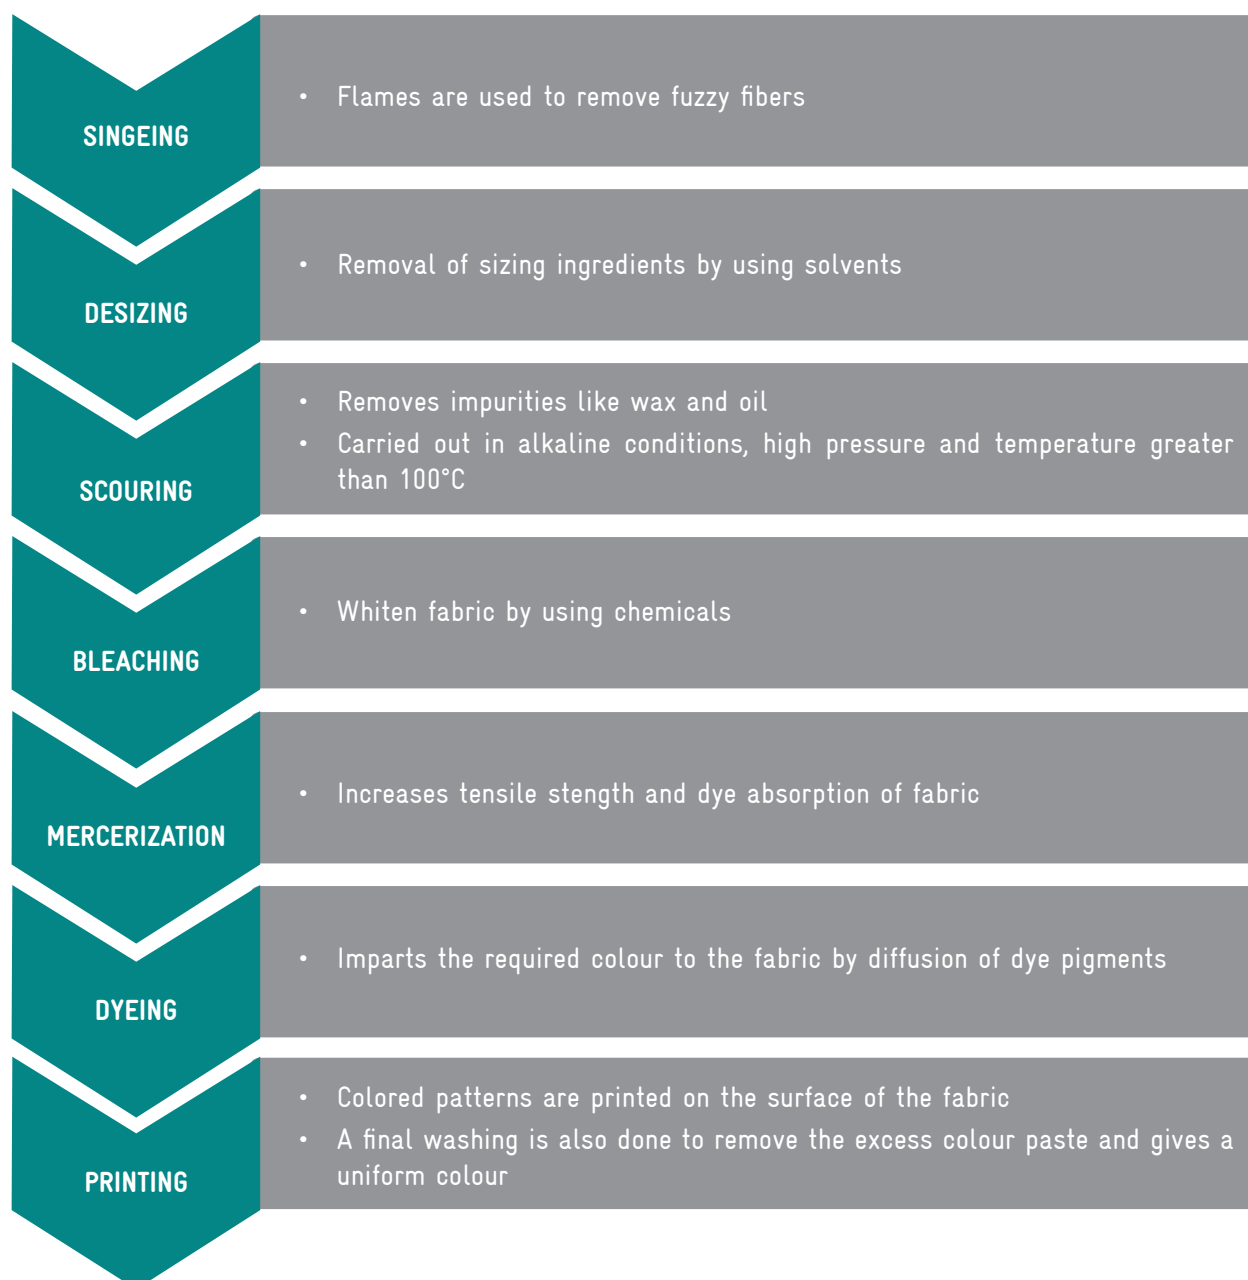 SINGEING
• Flames are used to remove fuzzy fibers
DESIZING
• Removal of sizing ingredients by using solvents
SCOURING
• Removes impurities like wax and oil
• Carried out in alkaline conditions, high pressure and temperature greater
than 100°C
BLEACHING
• Whiten fabric by using chemicals
MERCERIZATION
• Increases tensile stength and dye absorption of fabric
DYEING
• Imparts the required colour to the fabric by diffusion of dye pigments
PRINTING
• Colored patterns are printed on the surface of the fabric
• A final washing is also done to remove the excess colour paste and gives a
uniform colour